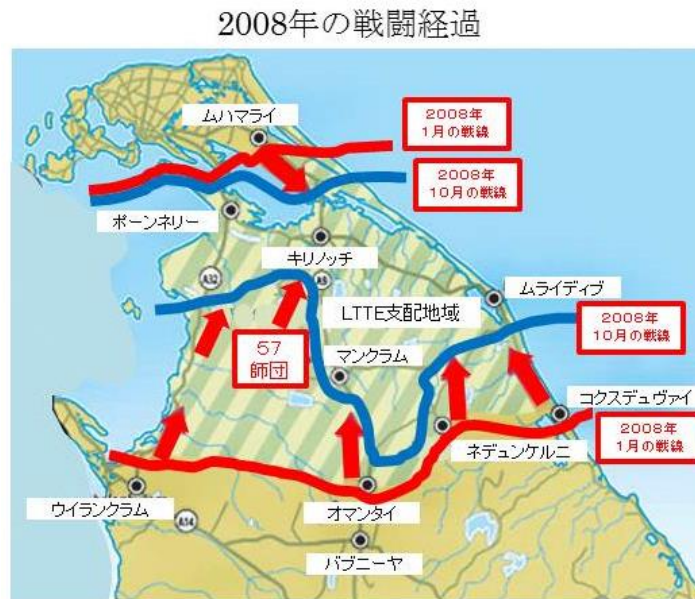 2008年の戦闘経過
ムハマライ
2008年
1月の戦線
2008年
10月の戦線
ポーンネリー
キリノッチ
A32
A9
ムライディブ
LTTE支配地域
2008年
10月の戦線
57
師団
マンクラム
コクスデュヴァイ
ネデュンケルニ
2008年
1月の戦線
ウイランクラム
オマンタイ
A14
バブニーヤ